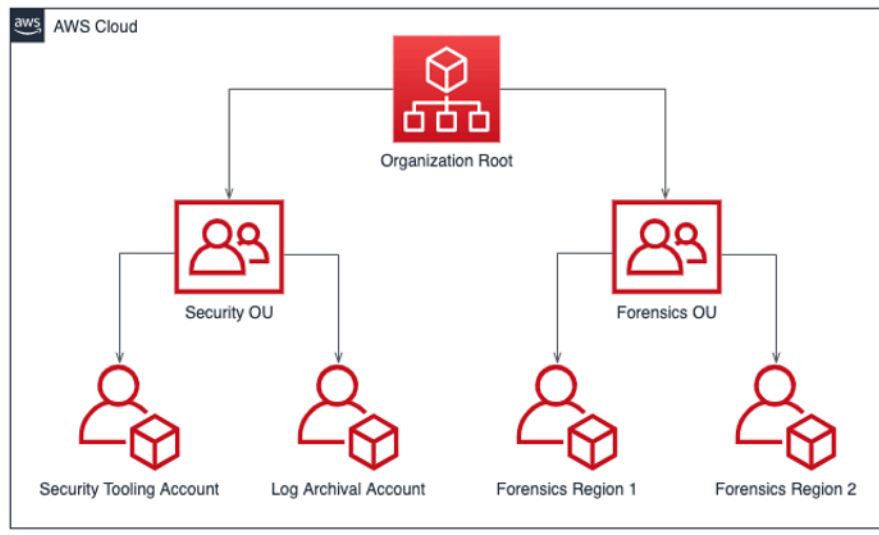 aws
AWS Cloud
Organization Root
Security OU
Forensics OU
Security Tooling Account
Log Archival Account
Forensics Region 1
Forensics Region 2